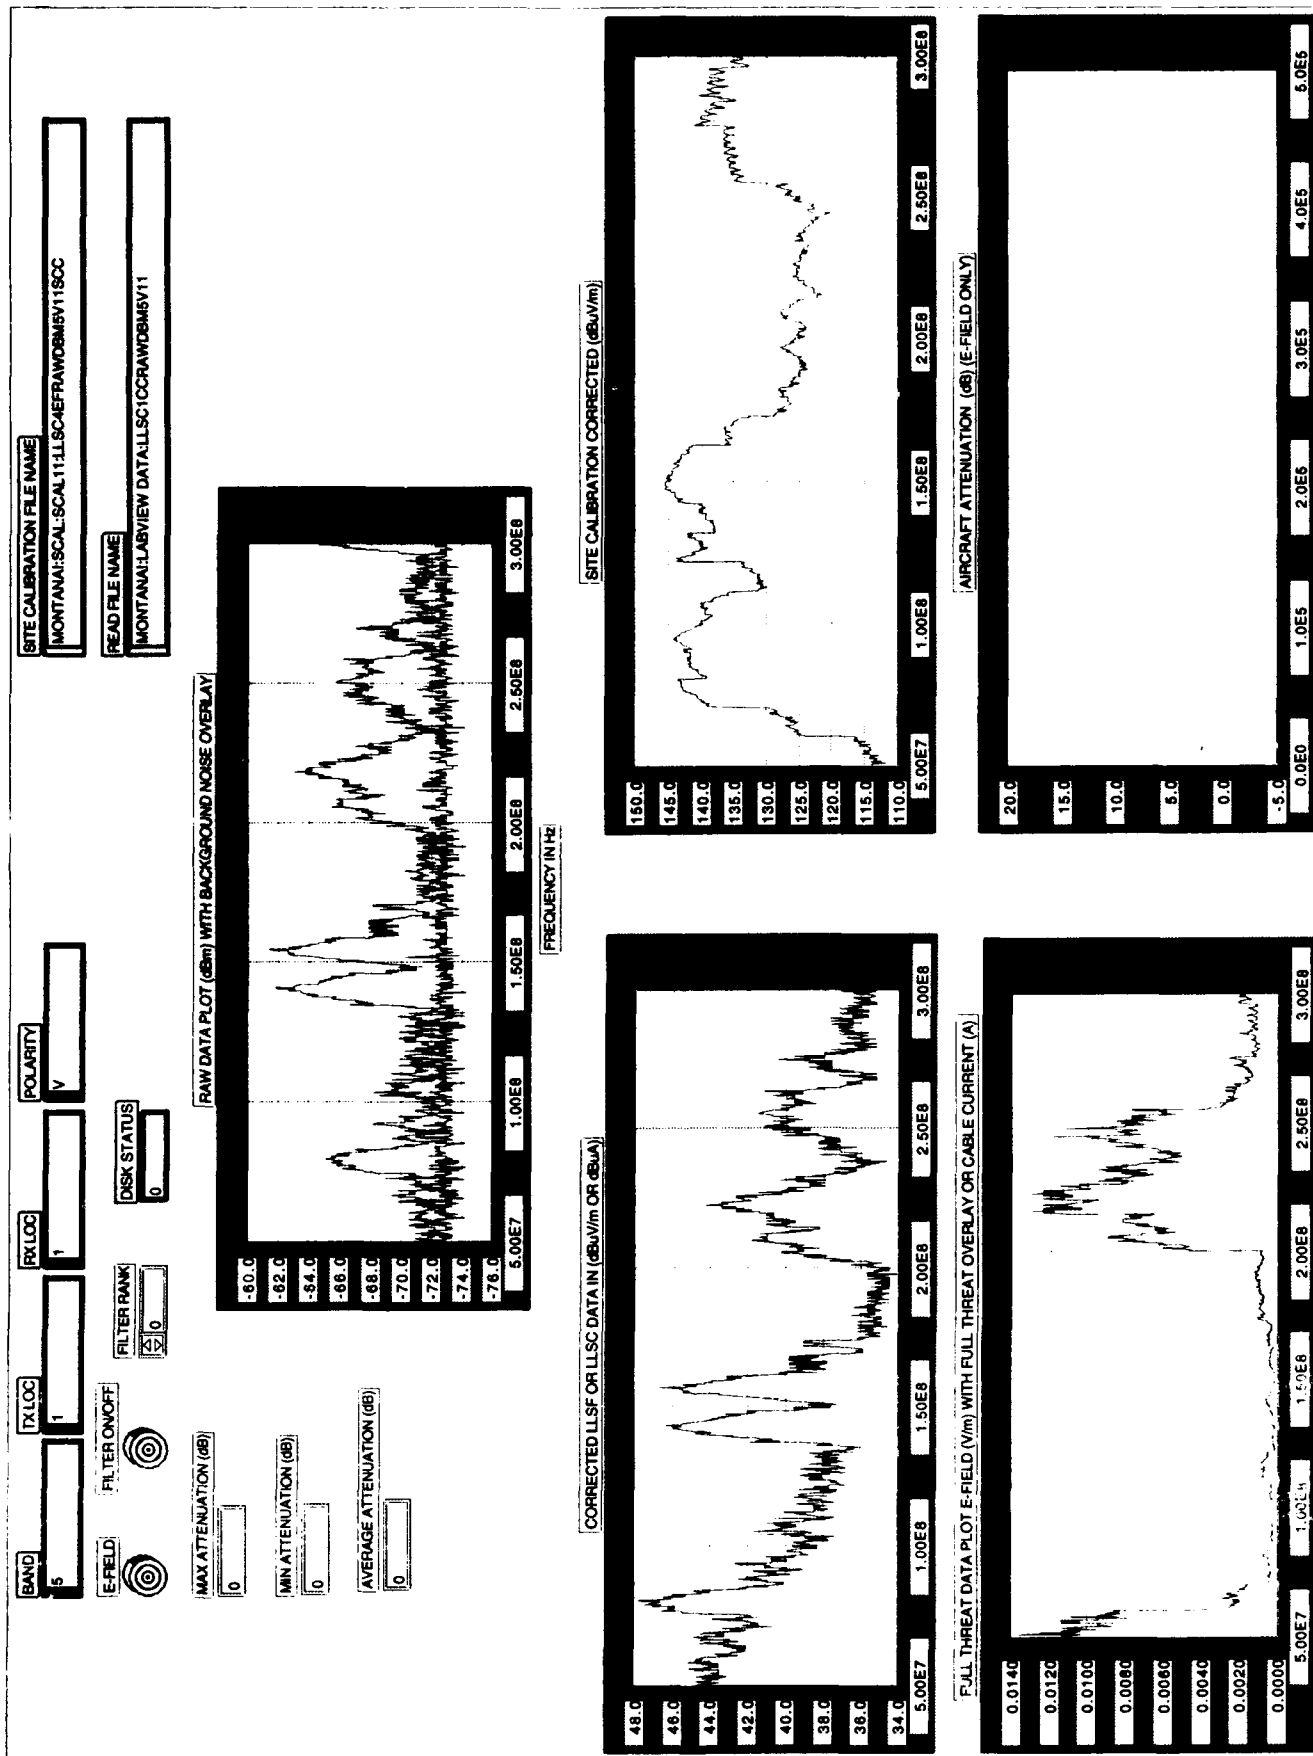 BAND
5
TX LOC
1
RX LOC
1
POLARITY
V
SITE CALIBRATION FILE NAME
MONTANAI:SCAL:SCAL11:LLSC4EFRAWDBM5V11SCC
E-FIELD
FILTER ON/OFF
FILTER RANK
0
DISK STATUS
0
READ FILE NAME
MONTANAI:LABVIEW DATA:LLSC1CCRAWDBM5V11
MAX ATTENUATION (dB)
0
MIN ATTENUATION (dB)
0
AVERAGE ATTENUATION (dB)
0
RAW DATA PLOT (dBm) WITH BACKGROUND NOISE OVERLAY
-60.0
-62.0
-64.0
-66.0
-68.0
-70.0
-72.0
-74.0
-76.0
5.00E7 1.00E8 1.50E8 2.00E8 2.50E8 3.00E8
FREQUENCY IN Hz
CORRECTED LLSF OR LLSC DATA IN (dBuV/m OR dBuA)
48.0
46.0
44.0
42.0
40.0
38.0
36.0
34.0
5.00E7 1.00E8 1.50E8 2.00E8 2.50E8 3.00E8
SITE CALIBRATION CORRECTED (dBuV/m)
150.0
145.0
140.0
135.0
130.0
125.0
120.0
115.0
110.0
5.00E7 1.00E8 1.50E8 2.00E8 2.50E8 3.00E8
FULL THREAT DATA PLOT E-FIELD (V/m) WITH FULL THREAT OVERLAY OR CABLE CURRENT (A)
0.0140
0.0120
0.0100
0.0080
0.0060
0.0040
0.0020
0.0000
5.00E7 1.00E8 1.50E8 2.00E8 2.50E8 3.00E8
AIRCRAFT ATTENUATION (dB) (E-FIELD ONLY)
20.0
15.0
10.0
5.0
0.0
-5.0
0.0E0 1.0E5 2.0E5 3.0E5 4.0E5 5.0E5